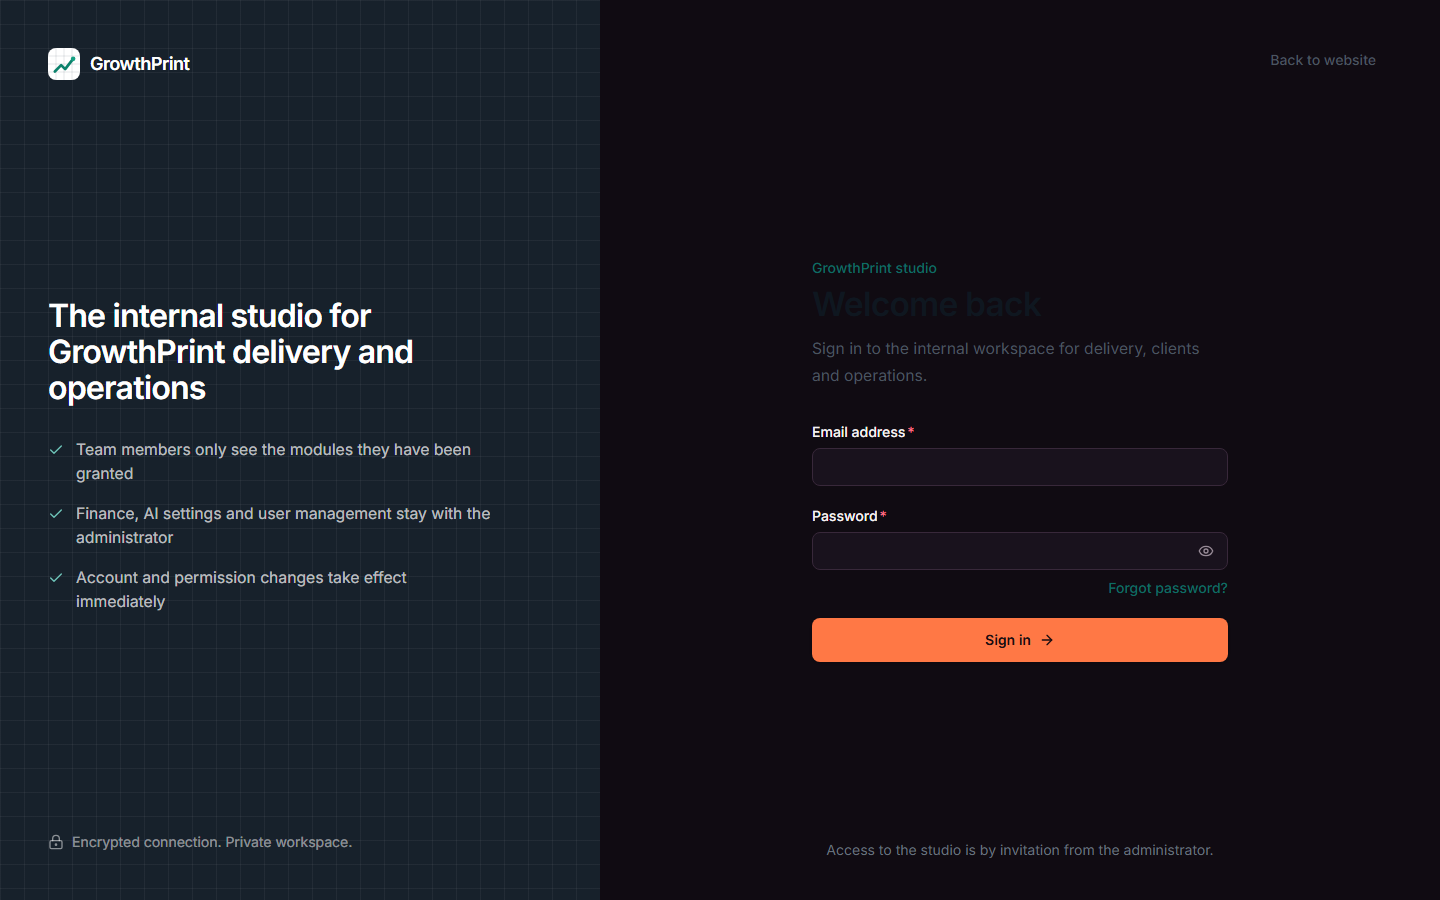 GrowthPrint
The internal studio for
GrowthPrint delivery and
operations
Team members only see the modules they have been
granted
Finance, AI settings and user management stay with the
administrator
Account and permission changes take effect
immediately
Encrypted connection. Private workspace.
Back to website
GrowthPrint studio
Welcome back
Sign in to the internal workspace for delivery, clients
and operations.
Email address *
Password *
Forgot password?
Sign in →
Access to the studio is by invitation from the administrator.